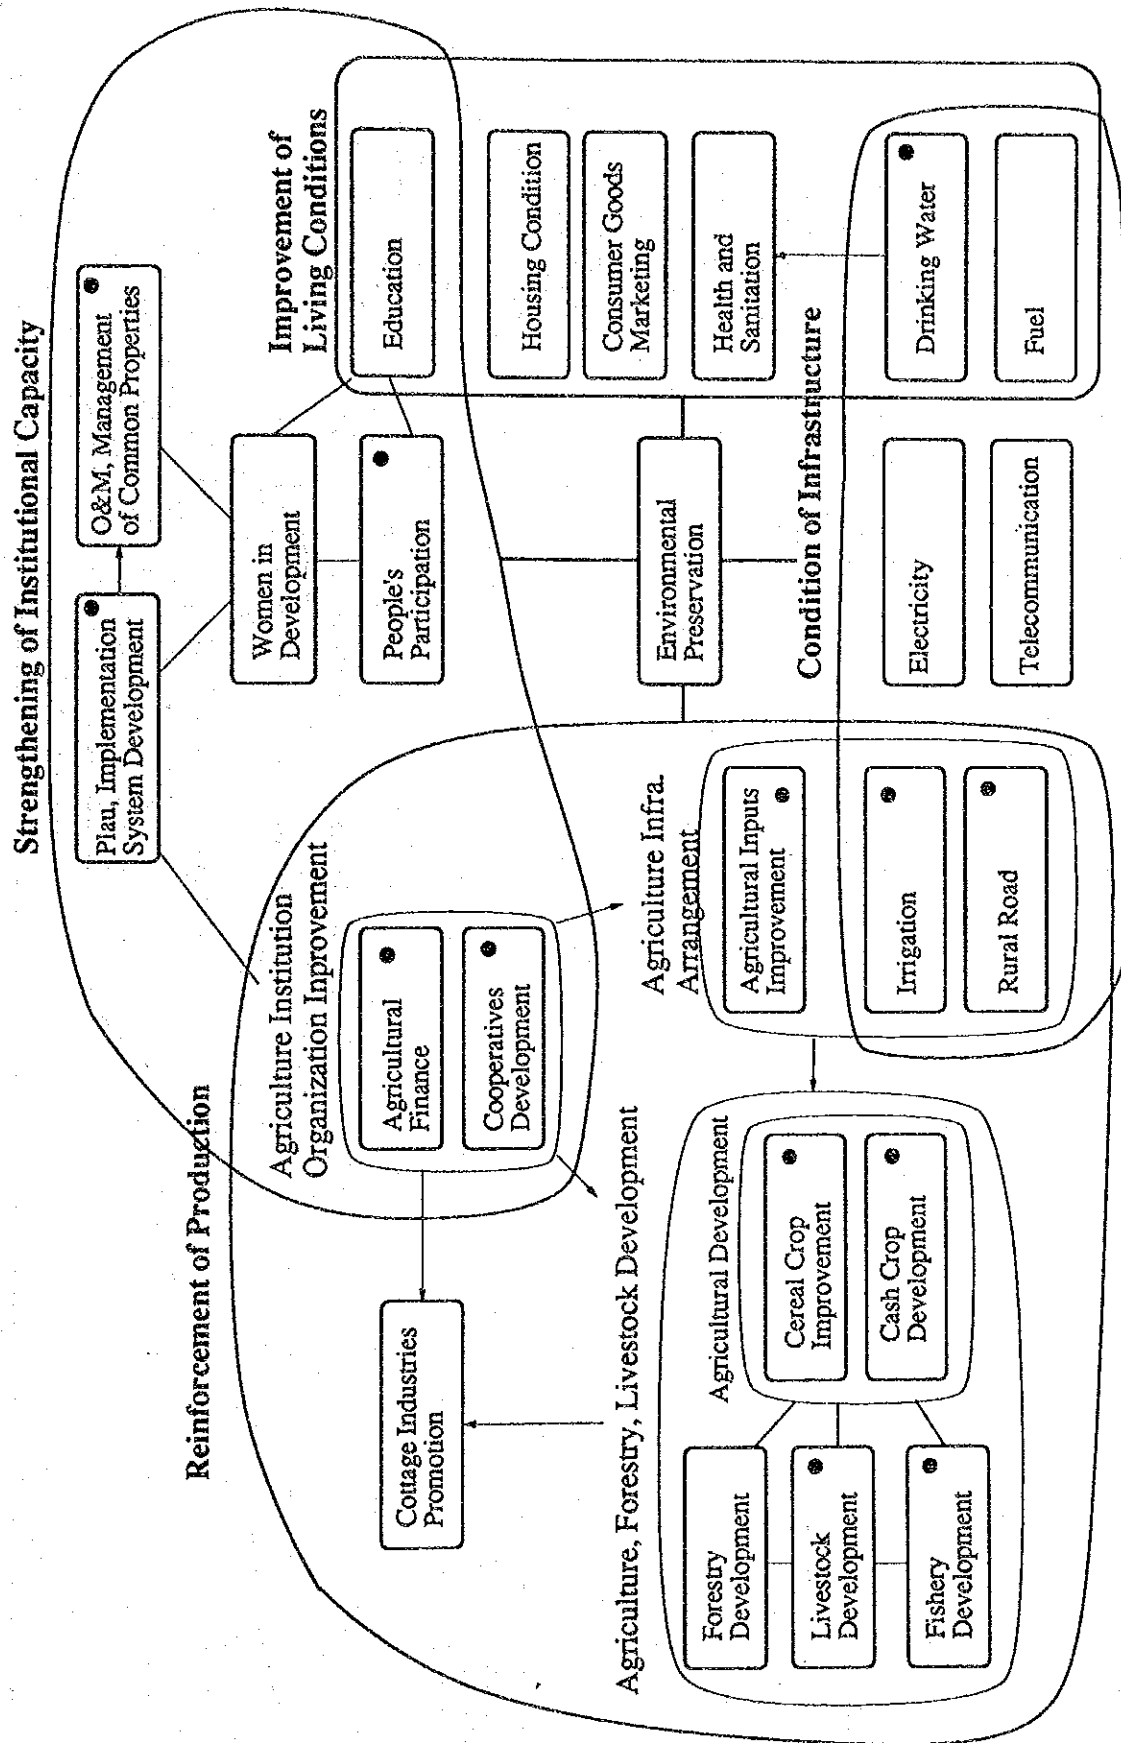 Strengthening of Institutional Capacity
Plau, Implementation
System Development
O&M, Management
of Common Properties
Women in
Development
People's
Participation
Improvement of
Living Conditions
Education
Housing Condition
Consumer Goods
Marketing
Health and
Sanitation
Drinking Water
Fuel
Reinforcement of Production
Agriculture Institution
Organization Inprovement
Agricultural
Finance
Cooperatives
Development
Cottage Industries
Promotion
Environmental
Preservation
Condition of Infrastructure
Electricity
Telecommunication
Agriculture Infra.
Arrangement
Agricultural Inputs
Improvement
Irrigation
Rural Road
Agriculture, Forestry, Livestock Development
Agricultural Development
Cereal Crop
Improvement
Cash Crop
Development
Forestry
Development
Livestock
Development
Fishery
Development